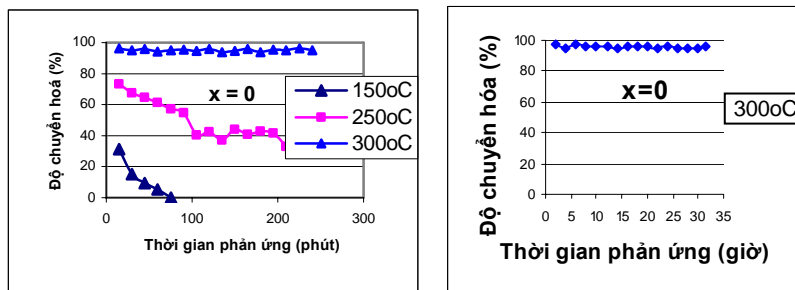 Độ chuyển hoá (%)
100
80
60
40
20
0
x = 0
150oC
250oC
300oC
0
100
200
300
Thời gian phản ứng (phút)
Độ chuyển hóa (%)
100
80
60
40
20
0
x=0
300oC
0 5 10 15 20 25 30 35
Thời gian phản ứng (giờ)